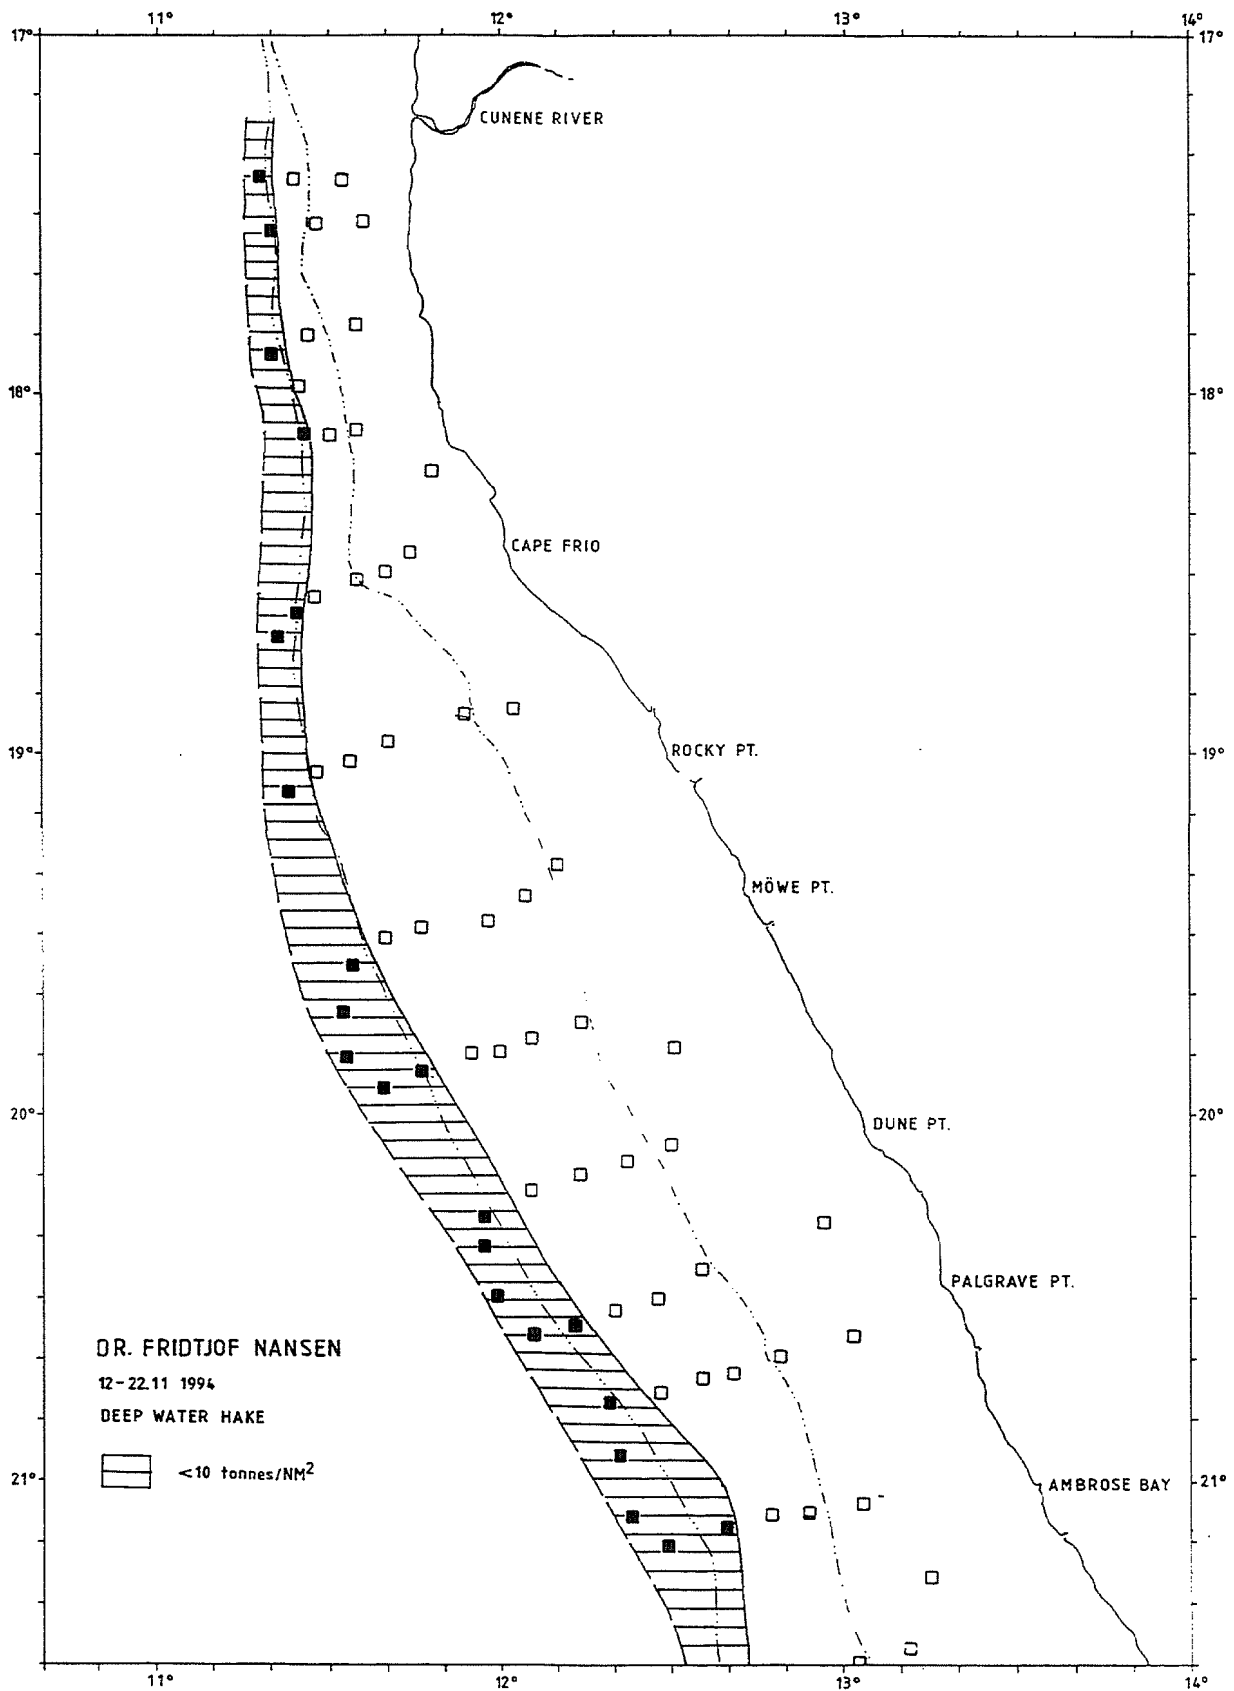 11° 12° 13° 14°
17° 17°
CUNENE RIVER
18° 18°
CAPE FRIO
19° ROCKY PT. 19°
MÖWE PT.
20° DUNE PT. 20°
PALGRAVE PT.
DR. FRIDTJOF NANSEN
12-22.11 1994
DEEP WATER HAKE
<10 tonnes/NM²
21° AMBROSE BAY 21°
11° 12° 13° 14°